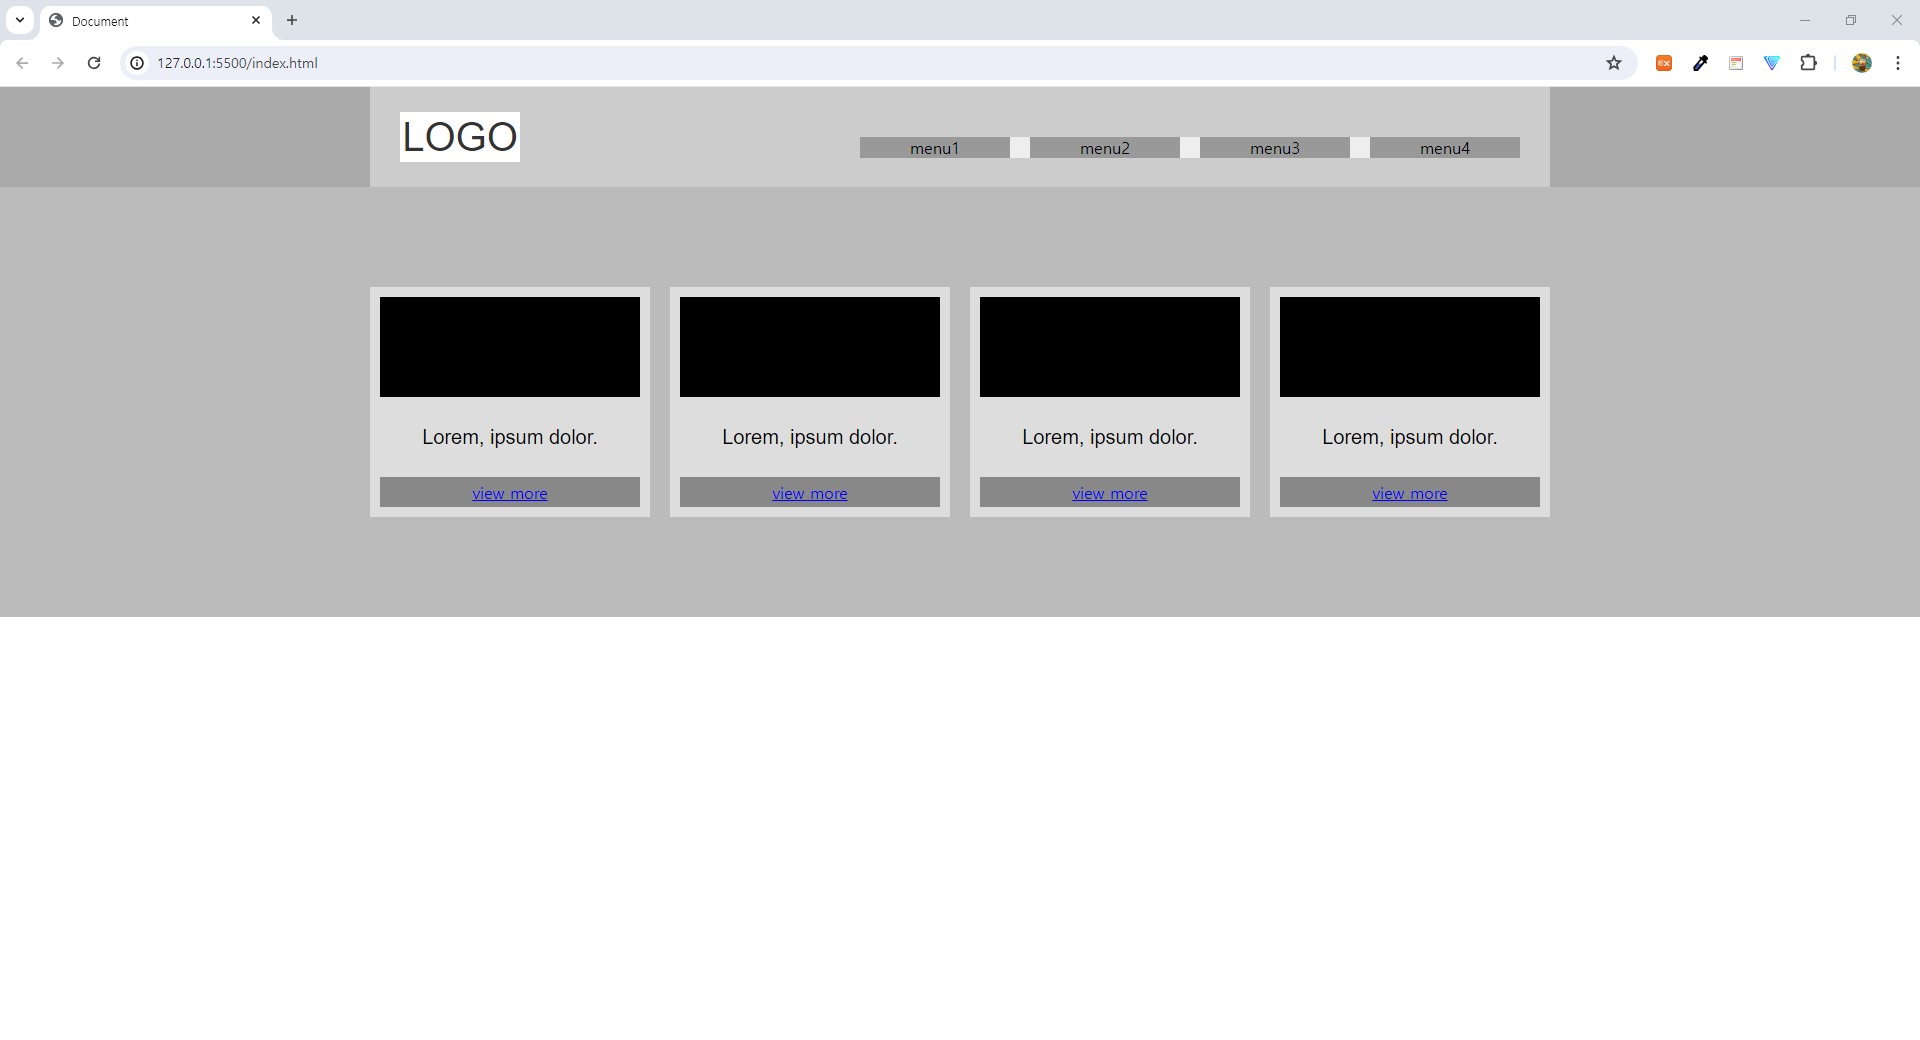 Document
127.0.0.1:5500/index.html
EX
LOGO
menu1 menu2 menu3 menu4
Lorem, ipsum dolor. Lorem, ipsum dolor. Lorem, ipsum dolor. Lorem, ipsum dolor.
view more view more view more view more